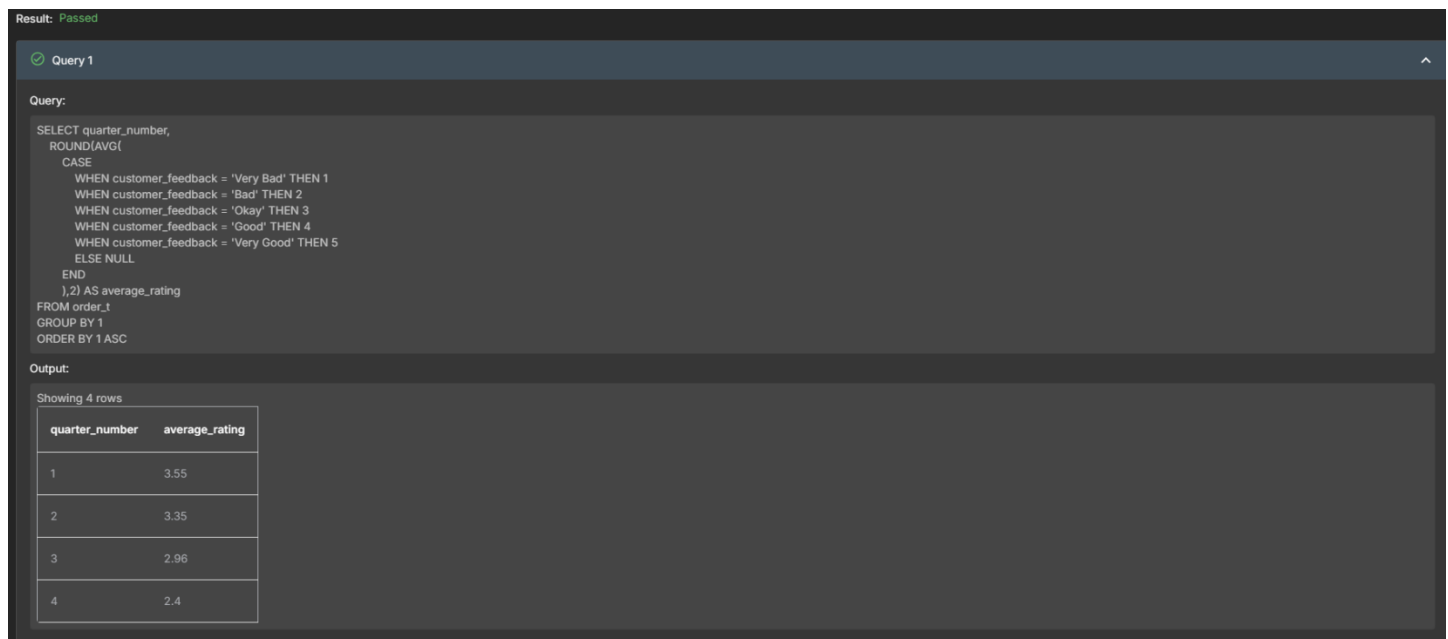 Result: Passed
Query 1
Query:
SELECT quarter_number,
ROUND(AVG(
CASE
WHEN customer_feedback = 'Very Bad' THEN 1
WHEN customer_feedback = 'Bad' THEN 2
WHEN customer_feedback = 'Okay' THEN 3
WHEN customer_feedback = 'Good' THEN 4
WHEN customer_feedback = 'Very Good' THEN 5
ELSE NULL
END
),2) AS average_rating
FROM order_t
GROUP BY 1
ORDER BY 1 ASC
Output:
Showing 4 rows
quarter_number average_rating
1 3.55
2 3.35
3 2.96
4 2.4